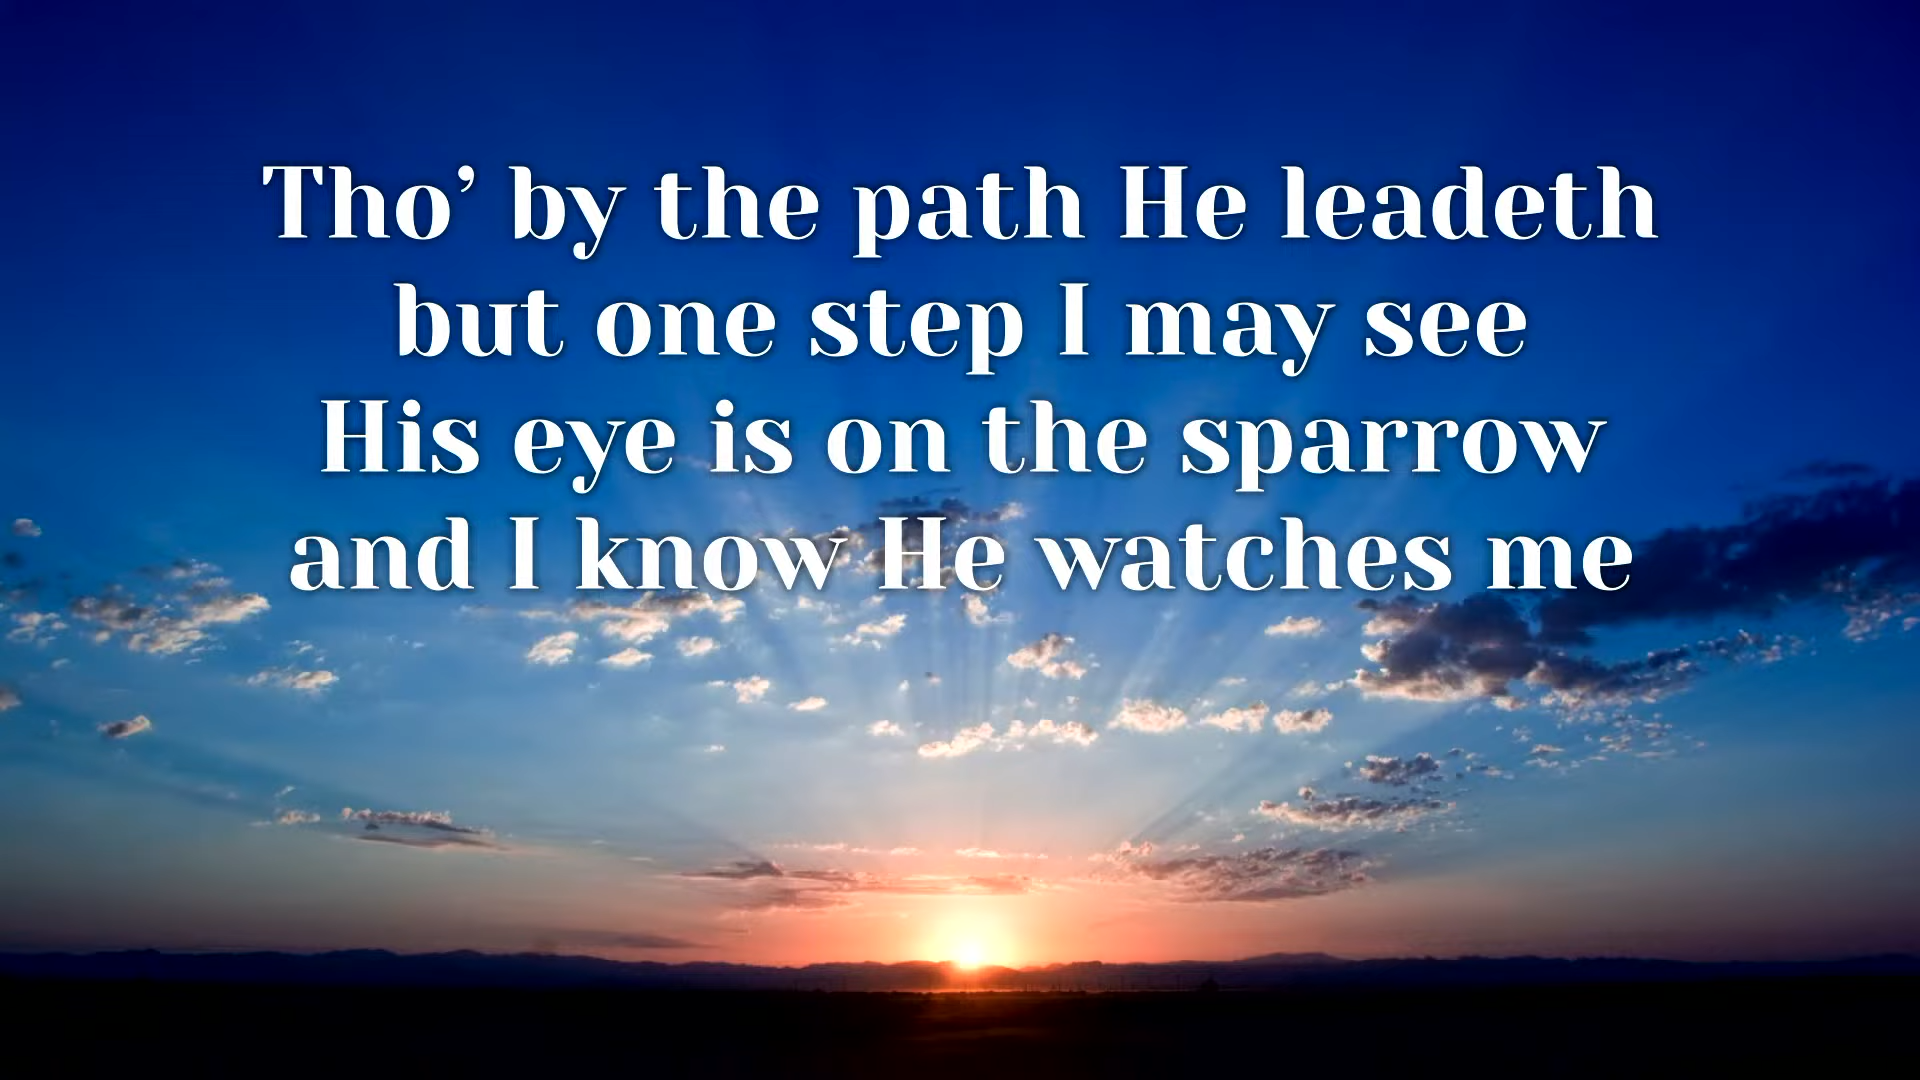 Tho’ by the path He leadeth
but one step I may see
His eye is on the sparrow
and I know He watches me